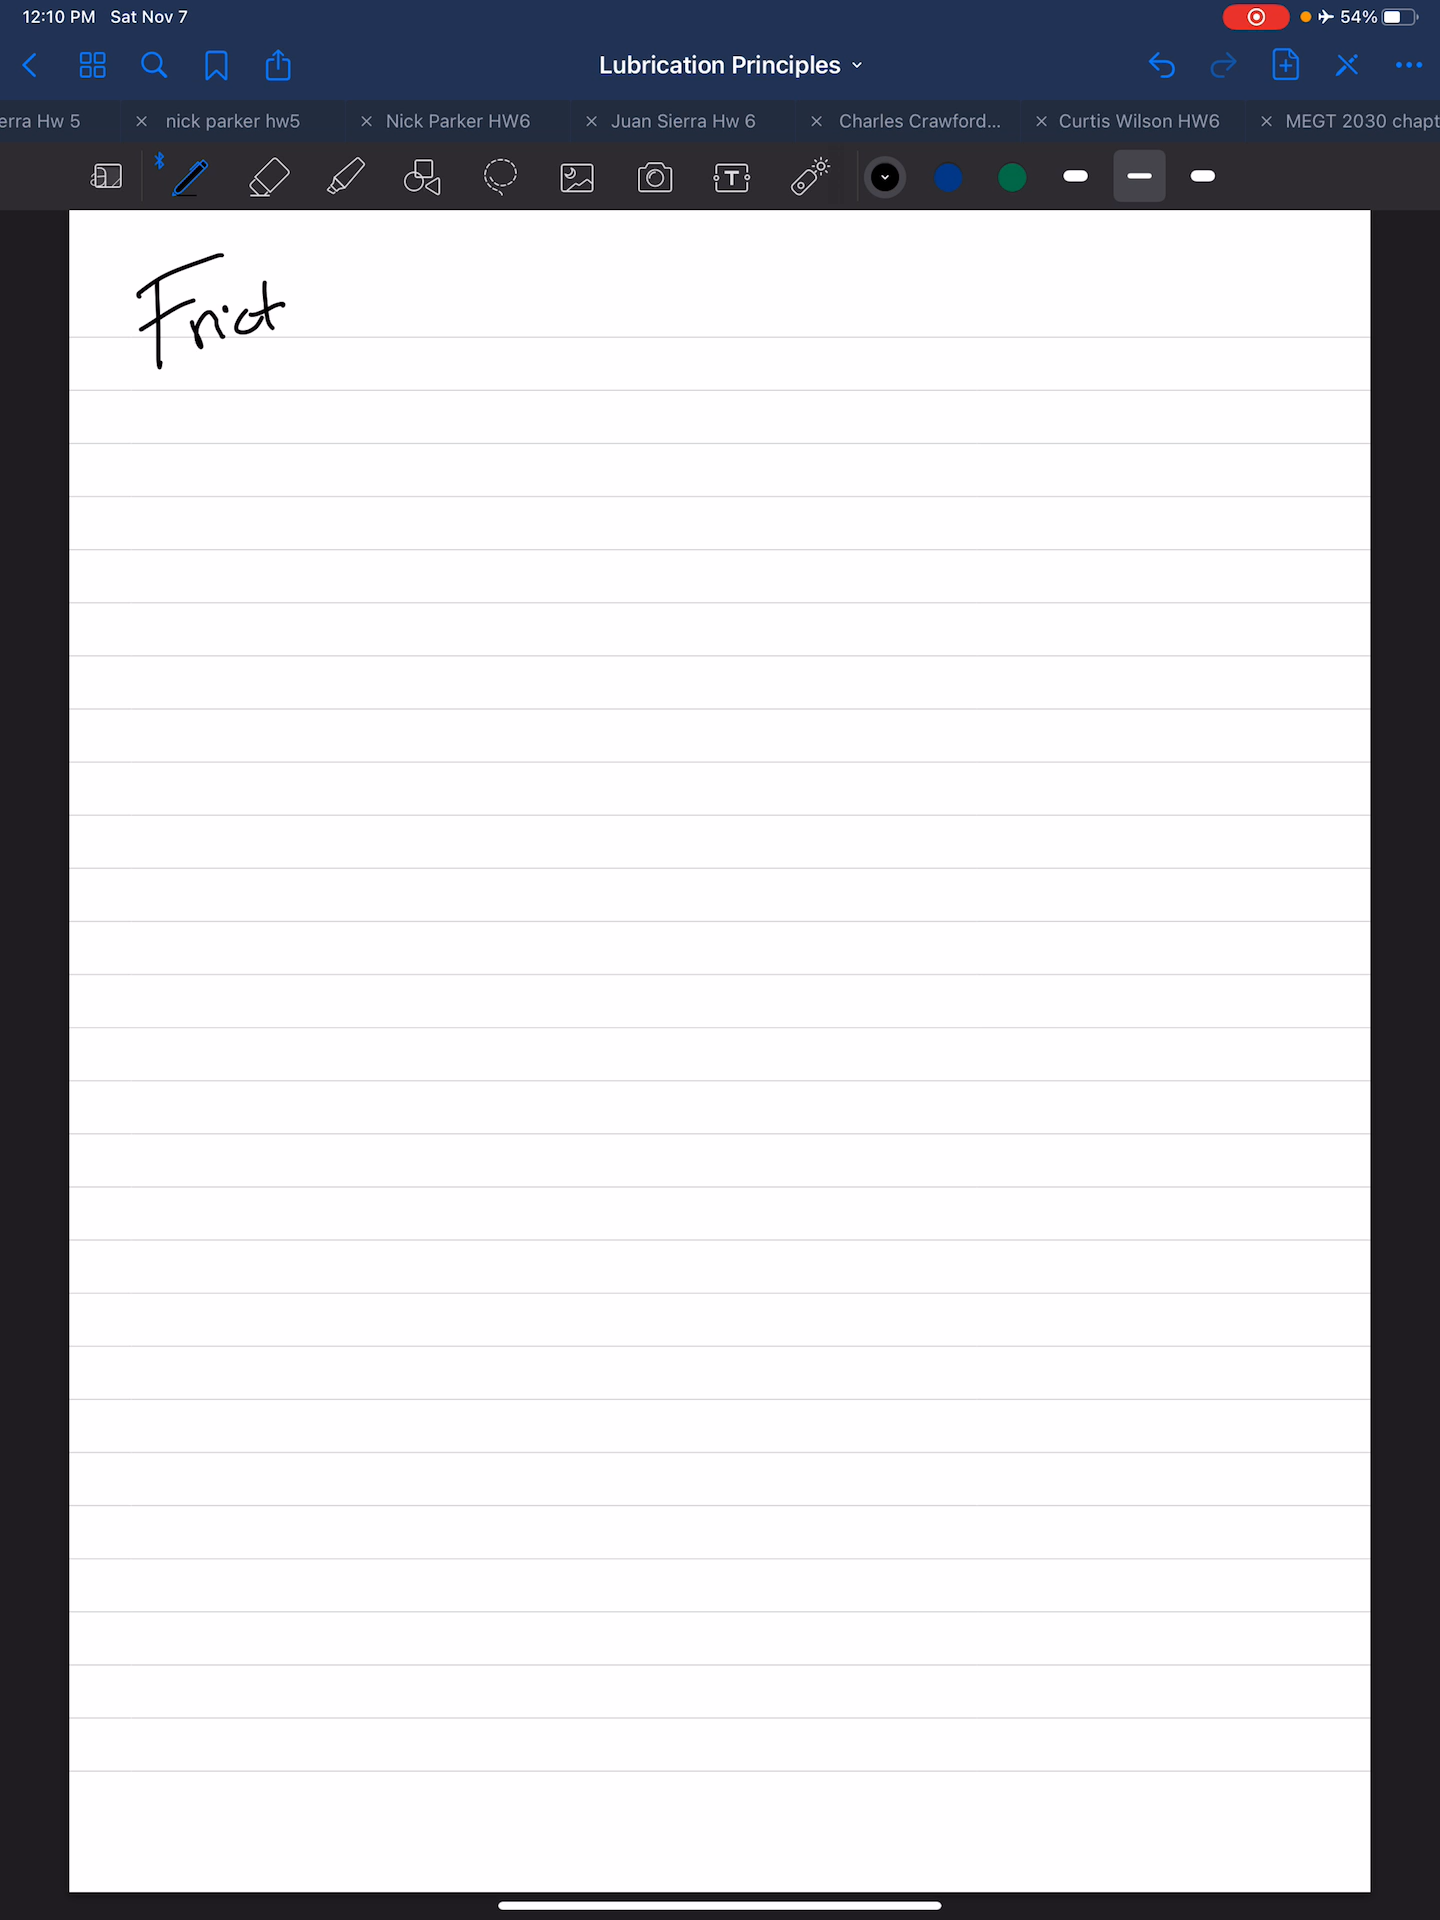 12:10 PM Sat Nov 7 54%
Lubrication Principles
erra Hw 5 nick parker hw5 Nick Parker HW6 Juan Sierra Hw 6 Charles Crawford... Curtis Wilson HW6 MEGT 2030 chapt
T
Frict